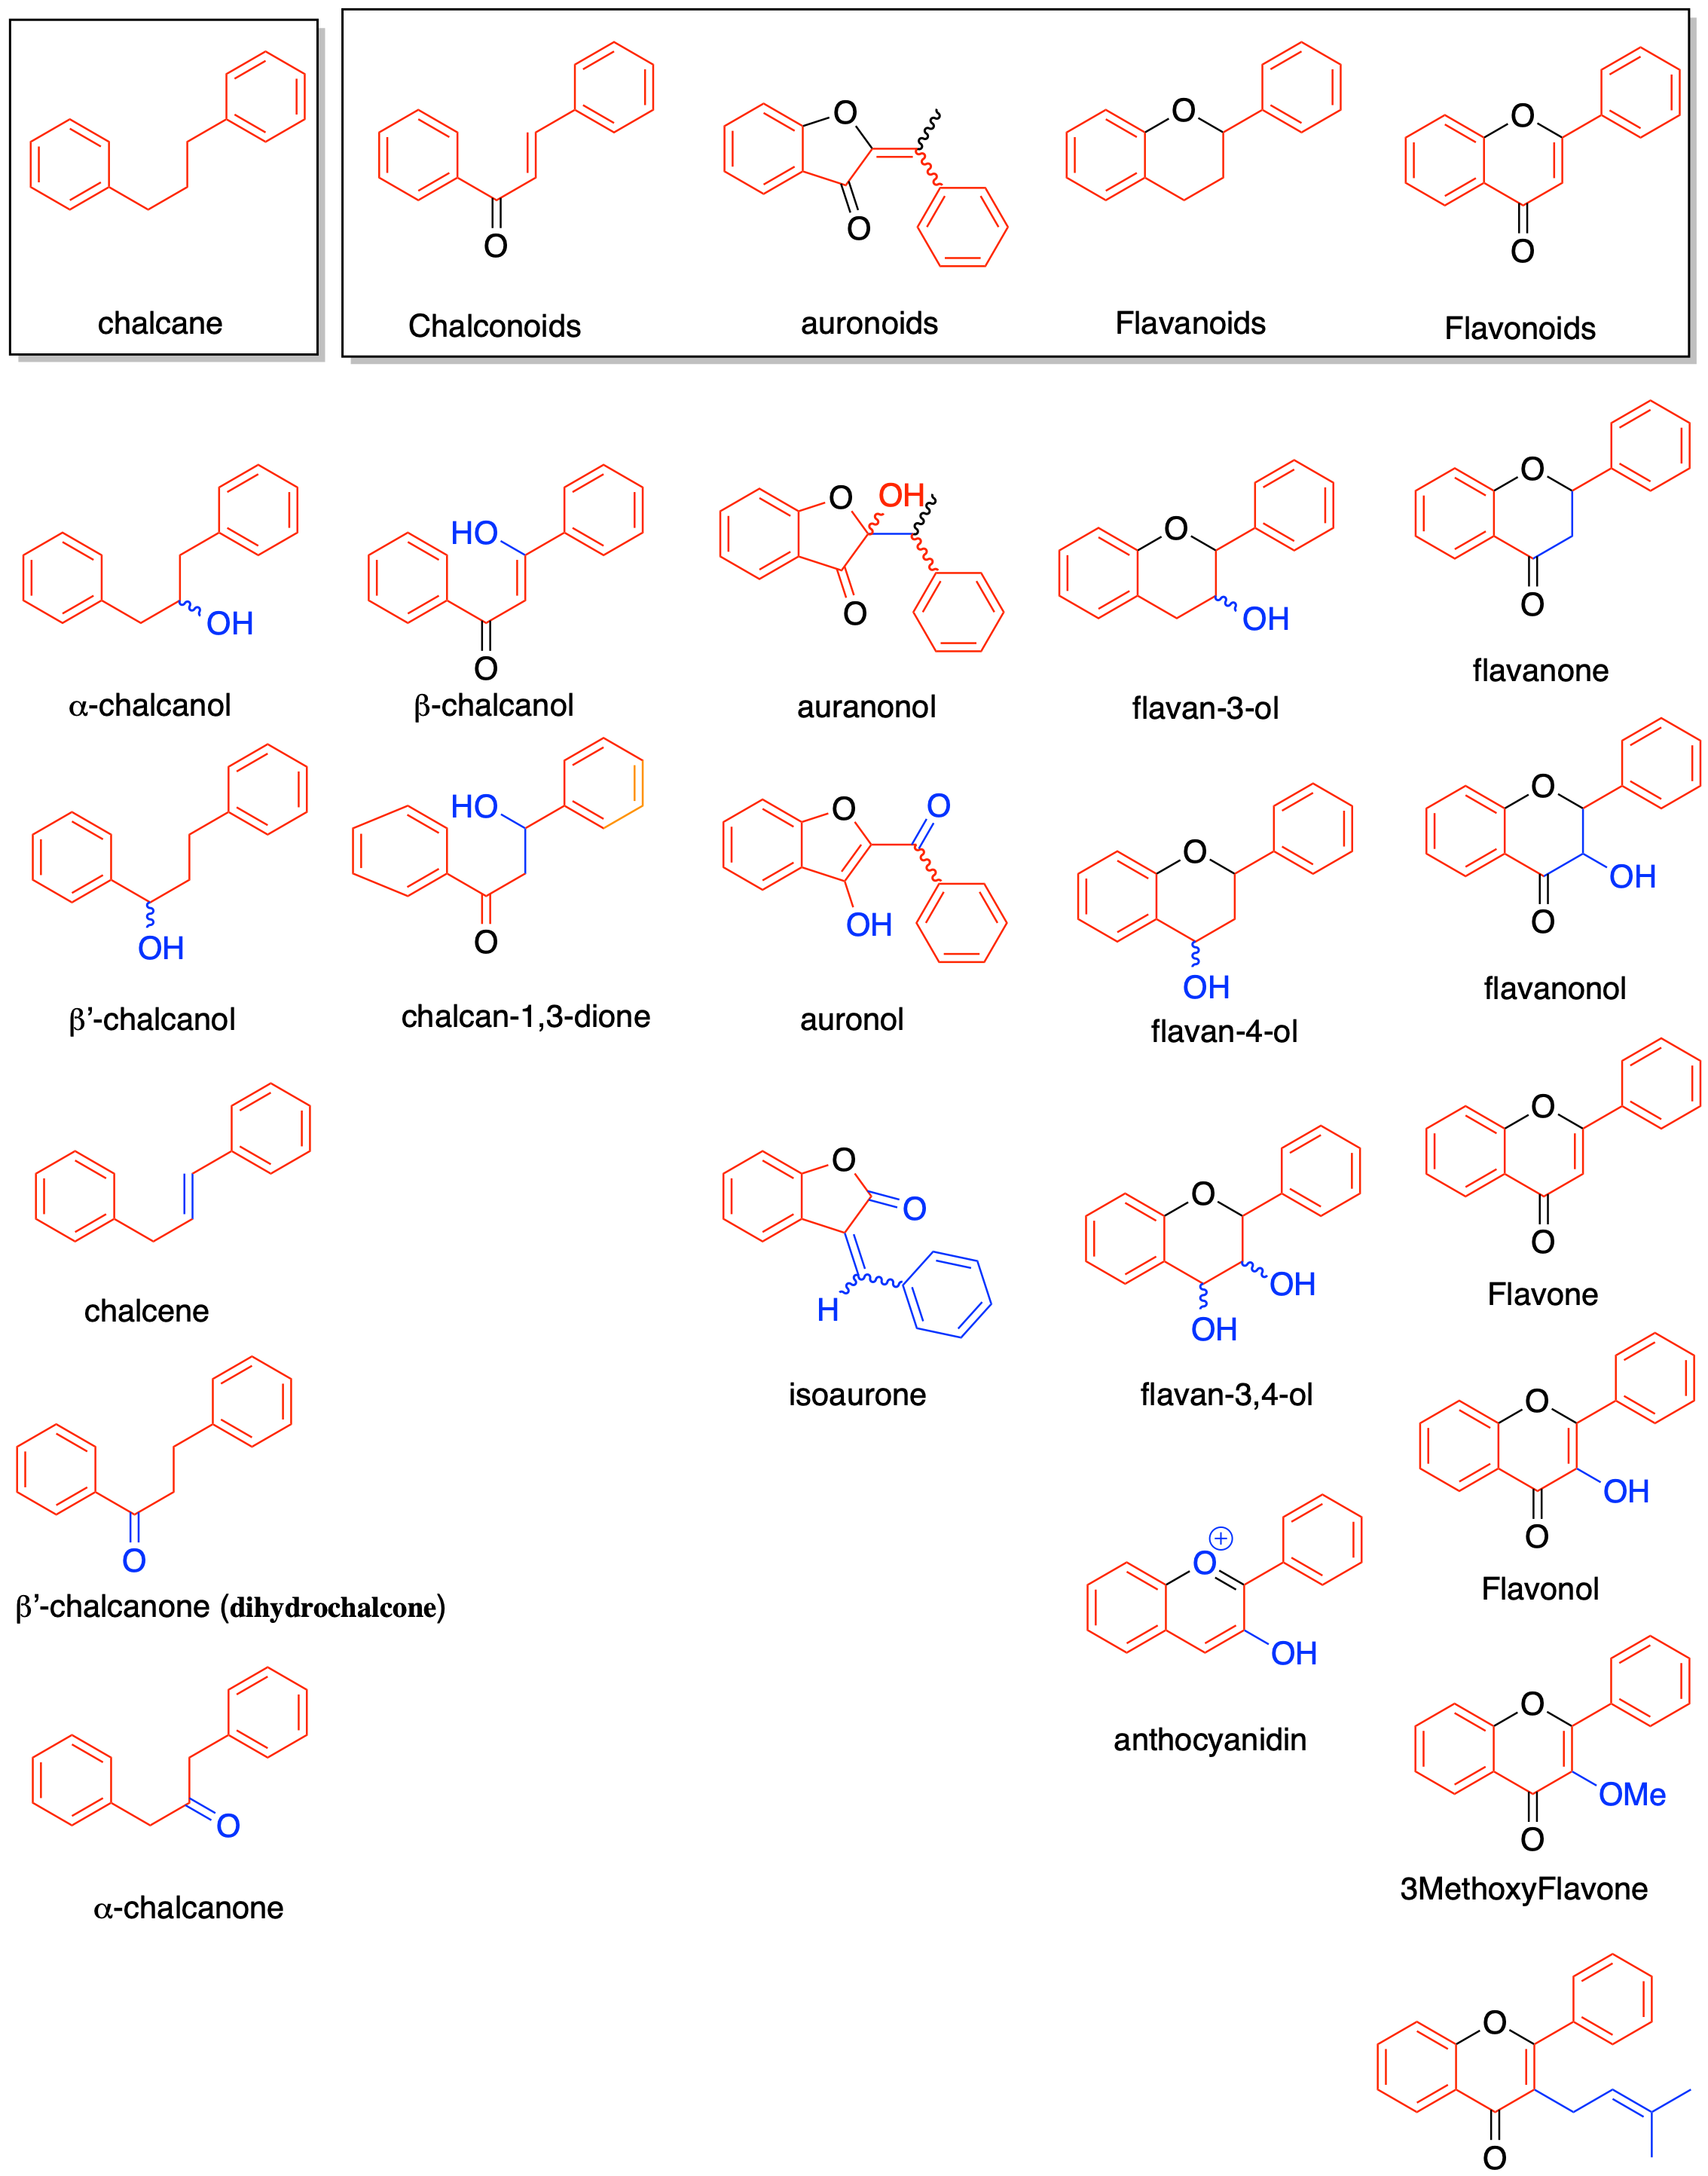 O
O
O
O
O
O
chalcane
Chalconoids
auronoids
Flavanoids
Flavonoids
OH
HO
O
O
OH
O
O
OH
O
O
α-chalcanol
β-chalcanol
auranonol
flavan-3-ol
flavanone
OH
HO
O
O
O
OH
O
OH
O
OH
O
β’-chalcanol
chalcan-1,3-dione
auronol
flavan-4-ol
flavanonol
O
O
H
O
OH
OH
O
O
chalcene
isoaurone
flavan-3,4-ol
Flavone
O
O
⊕
OH
O
OH
O
β’-chalcanone (dihydrochalcone)
anthocyanidin
Flavonol
O
O
OMe
O
α-chalcanone
3MethoxyFlavone
O
O